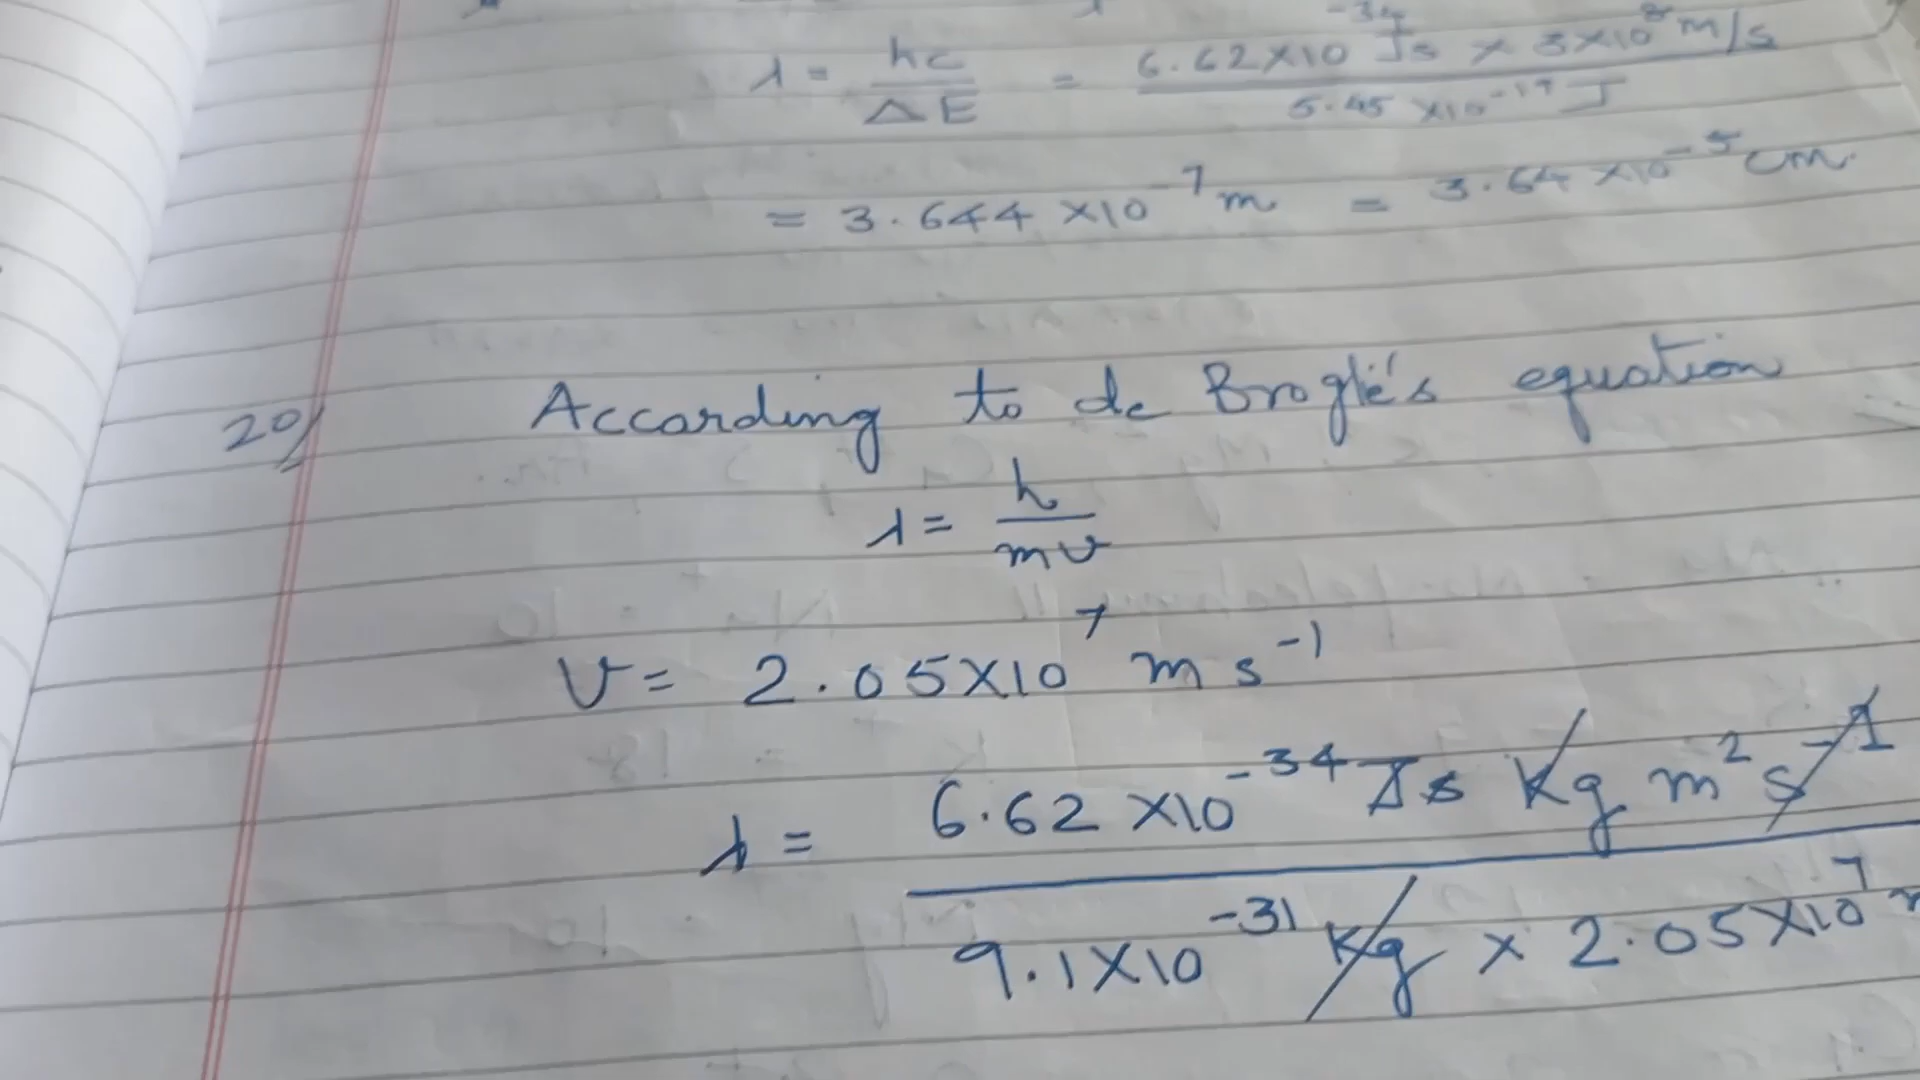 λ = hc / ΔE = 6.62×10^-34 Js × 3×10^8 m/s / 5.45 ×10^-19 J
= 3.644 ×10^-7 m = 3.64 ×10^-5 cm.
20/ According to de Brogle's equation
λ = h / mv
v = 2.05×10^7 m s^-1
λ = 6.62 ×10^-34 Js Kg m^2 s^-1 / 9.1×10^-31 Kg × 2.05×10^7